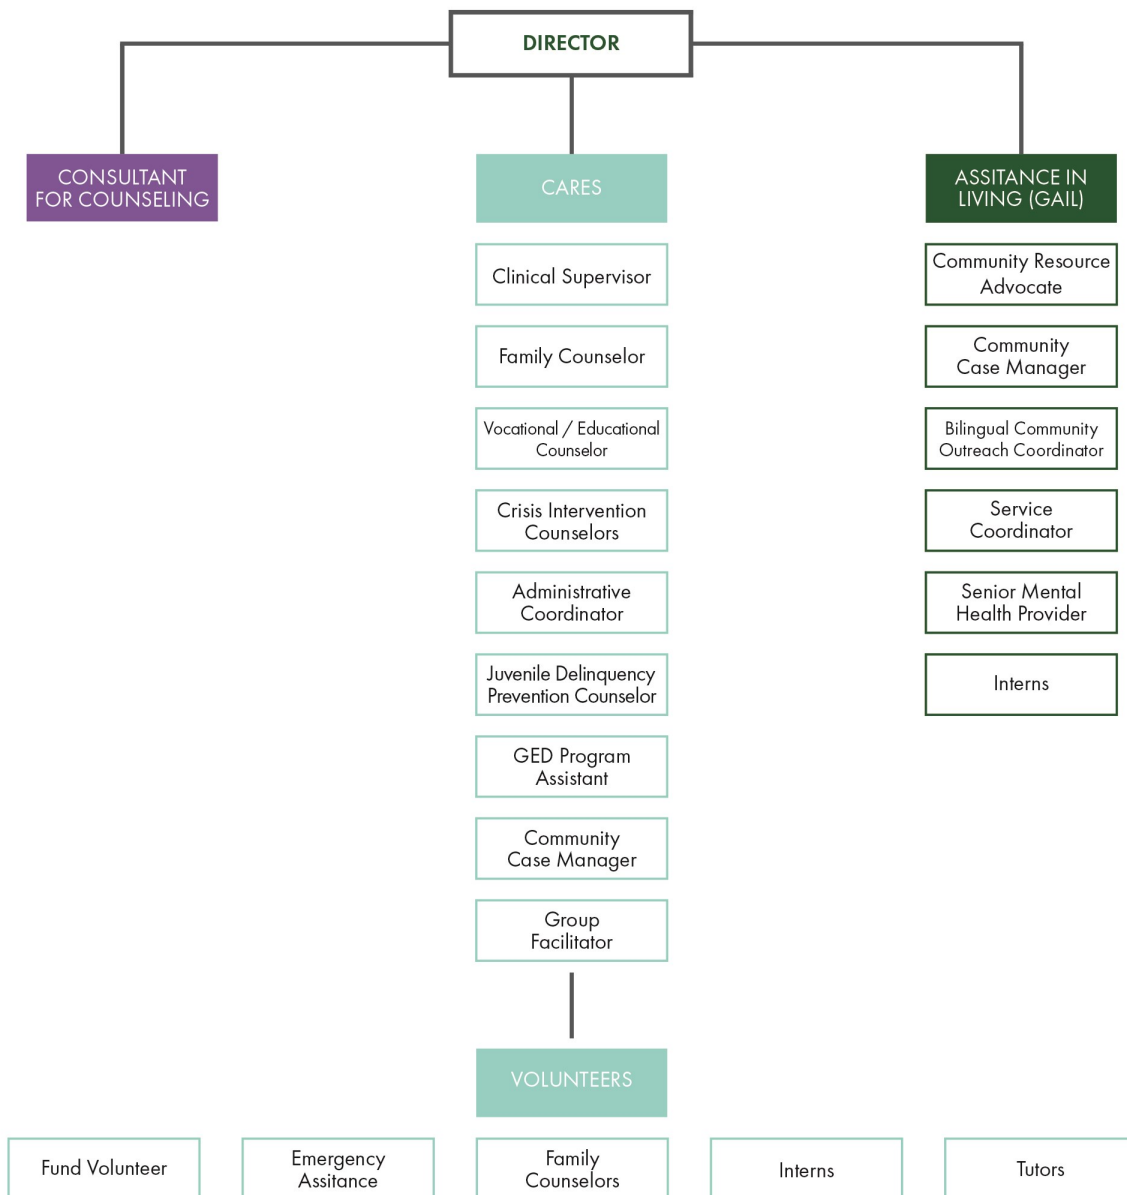 DIRECTOR
CONSULTANT
FOR COUNSELING
CARES
ASSITANCE IN
LIVING (GAIL)
Clinical Supervisor
Family Counselor
Vocational / Educational
Counselor
Crisis Intervention
Counselors
Administrative
Coordinator
Juvenile Delinquency
Prevention Counselor
GED Program
Assistant
Community
Case Manager
Group
Facilitator
Community Resource
Advocate
Community
Case Manager
Bilingual Community
Outreach Coordinator
Service
Coordinator
Senior Mental
Health Provider
Interns
VOLUNTEERS
Fund Volunteer
Emergency
Assitance
Family
Counselors
Interns
Tutors